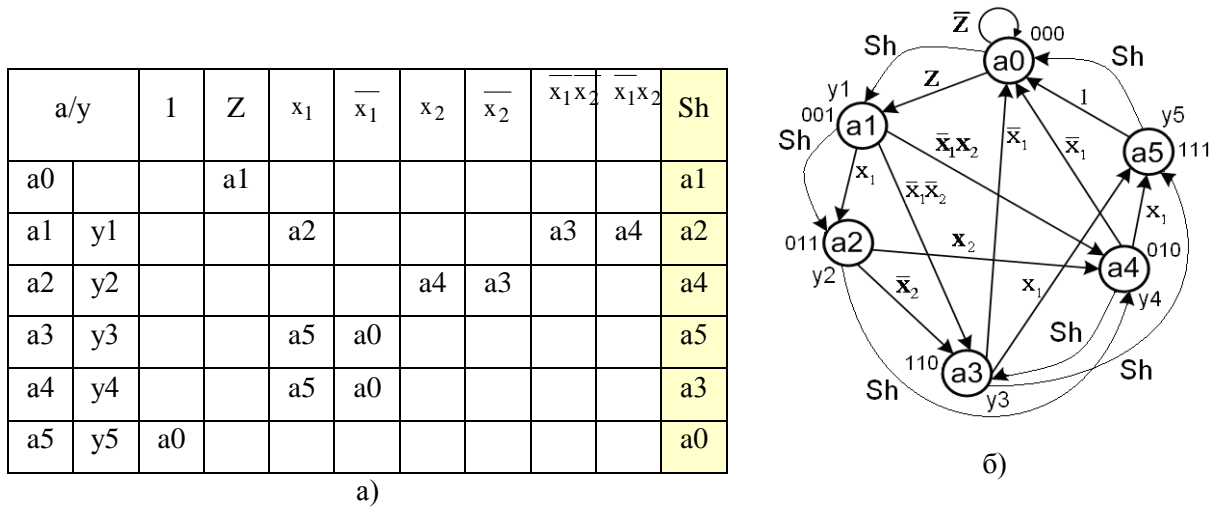 a/y 1 Z x₁ x̅₁ x₂ x̅₂ x̅₁x̅₂ x̅₁x₂ Sh
a0 a1 a1
a1 y1 a2 a3 a4 a2
a2 y2 a4 a3 a4
a3 y3 a5 a0 a5
a4 y4 a5 a0 a3
a5 y5 a0 a0
а)
Z̅
000
Sh
a0
Sh
y1
Z
1
y5
001
a1
x̅₁x₂
x̅₁
x̅₁
a5
111
Sh
x₁
x̅₁x̅₂
x₁
011
a2
x₂
010
a4
y2
x̅₂
x₁
y4
Sh
110
a3
Sh
Sh
y3
б)